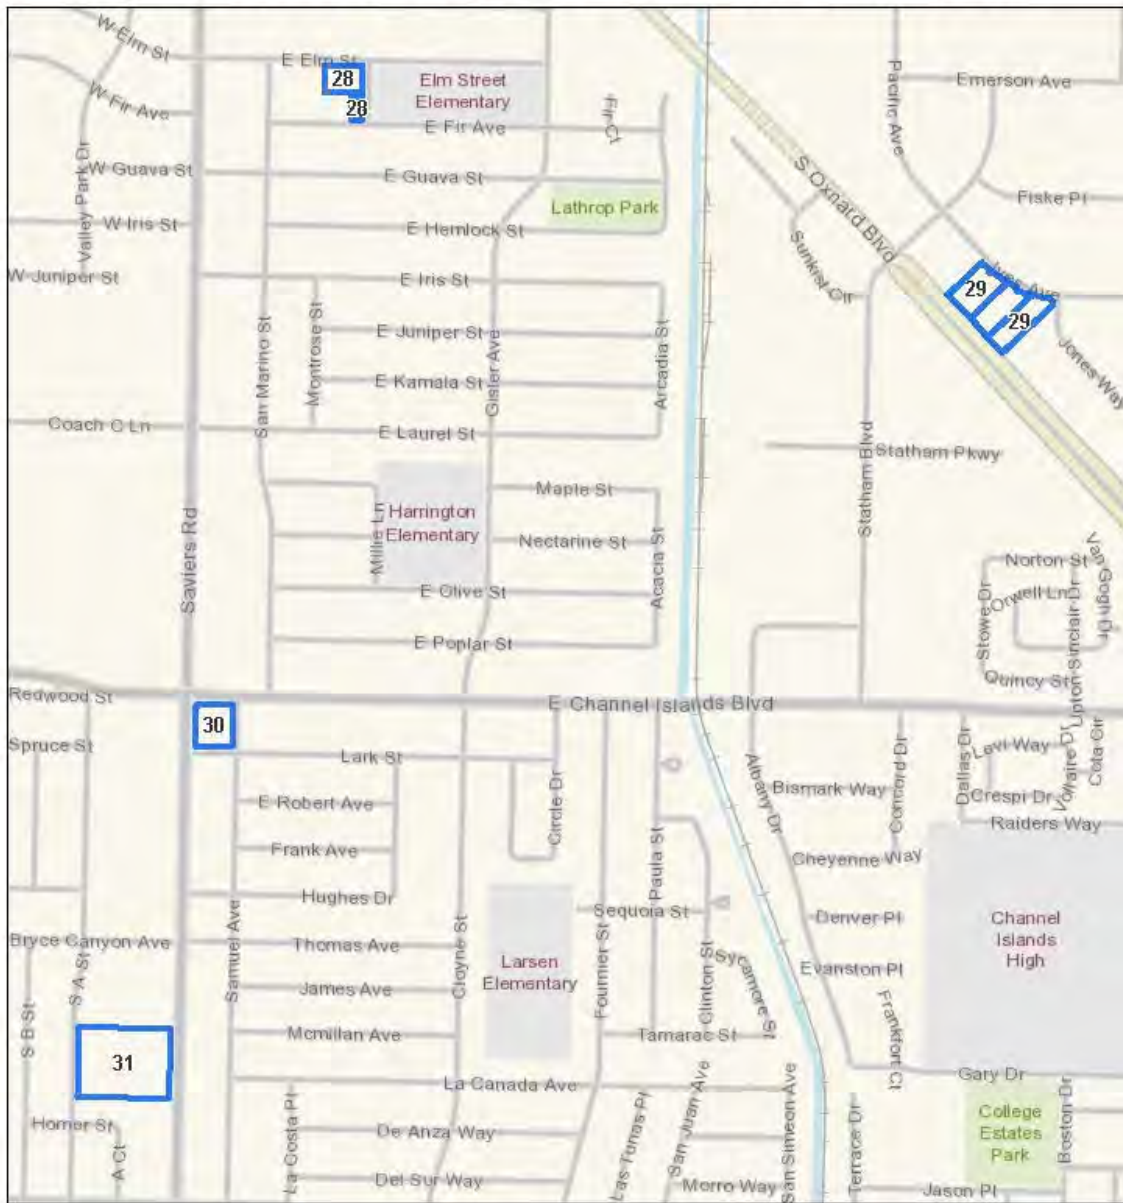 W Elm St
E Elm St
28
28
Elm Street
Elementary
W Fir Ave
E Fir Ave
Fir Ct
Pacific Ave
Emerson Ave
Valley Park Dr
W Guava St
E Guava St
S Oxnard Blvd
Fiske Pl
Lathrop Park
W Iris St
E Hemlock St
Sunkist Cir
W Juniper St
E Iris St
Ives Ave
29
29
San Marino St
Montrose St
E Juniper St
Gisler Ave
Arcadia St
Jones Way
E Kamala St
Coach C Ln
E Laurel St
Statham Blvd
Statham Pkwy
Saviers Rd
Harrington
Elementary
Millie Ln
Maple St
Nectarine St
Acacia St
Norton St
Van Gogh Dr
Stowe Dr
Orwell Ln
Upton Sinclair Dr
E Olive St
E Poplar St
Quincy St
Redwood St
E Channel Islands Blvd
30
Spruce St
Lark St
Circle Dr
Albany Dr
Concord Dr
Dallas Dr
Levi Way
Voltaire Dr
Cota Cir
E Robert Ave
Bismark Way
Crespi Dr
Raiders Way
Frank Ave
Paula St
Cheyenne Way
Hughes Dr
Sequoia St
Denver Pl
Channel
Islands
High
Bryce Canyon Ave
Samuel Ave
Thomas Ave
Cloyne St
Larsen
Elementary
Fournier St
Clinton St
Sycamore St
Evanston Pl
S B St
S A St
James Ave
Frankfort Ct
31
Mcmillan Ave
Tamarac St
La Canada Ave
Gary Dr
Horner St
A Ct
La Costa Pl
De Anza Way
Las Tunas Pl
San Juan Ave
San Simeon Ave
Terrace Dr
College
Estates
Park
Boston Dr
Del Sur Way
Morro Way
Jason Pl